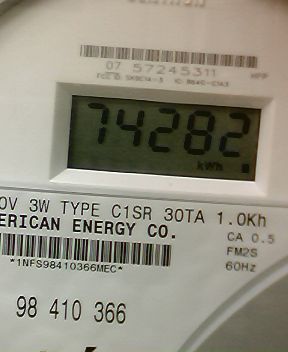 07 57245311
74282
kWh
0V 3W TYPE C1SR 30TA 1.0Kh
ERICAN ENERGY CO.
CA 0.5
FM2S
60Hz
*1NFS98410366MEC*
98 410 366